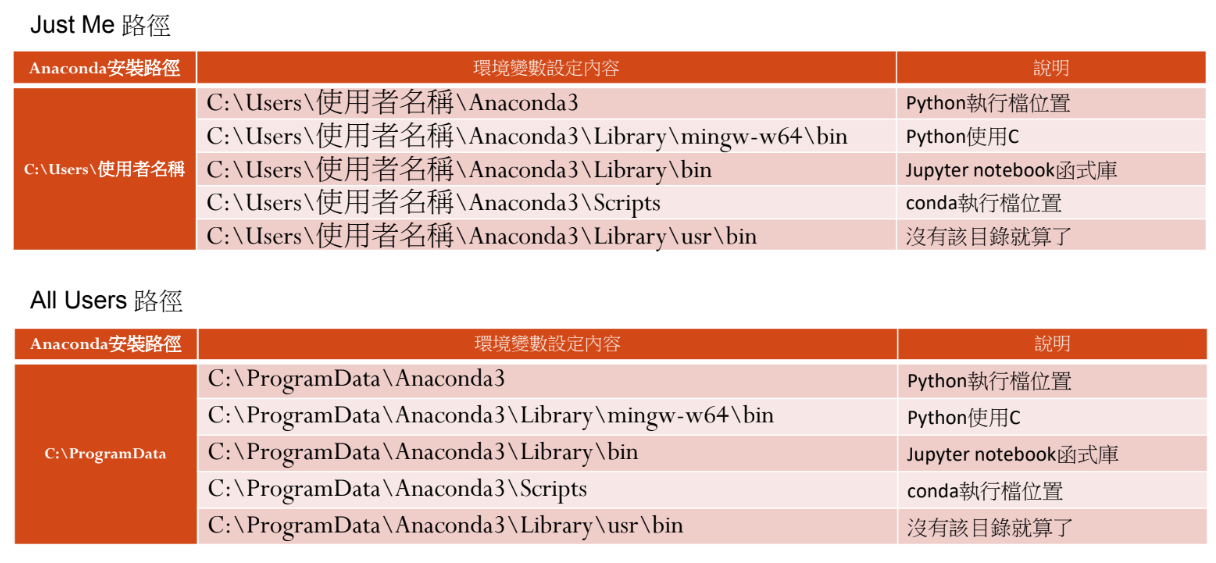 Just Me 路徑
Anaconda安裝路徑 環境變數設定內容 說明
C:\Users\使用者名稱\Anaconda3 Python執行檔位置
C:\Users\使用者名稱\Anaconda3\Library\mingw-w64\bin Python使用C
C:\Users\使用者名稱 C:\Users\使用者名稱\Anaconda3\Library\bin Jupyter notebook函式庫
C:\Users\使用者名稱\Anaconda3\Scripts conda執行檔位置
C:\Users\使用者名稱\Anaconda3\Library\usr\bin 沒有該目錄就算了
All Users 路徑
Anaconda安裝路徑 環境變數設定內容 說明
C:\ProgramData\Anaconda3 Python執行檔位置
C:\ProgramData\Anaconda3\Library\mingw-w64\bin Python使用C
C:\ProgramData C:\ProgramData\Anaconda3\Library\bin Jupyter notebook函式庫
C:\ProgramData\Anaconda3\Scripts conda執行檔位置
C:\ProgramData\Anaconda3\Library\usr\bin 沒有該目錄就算了